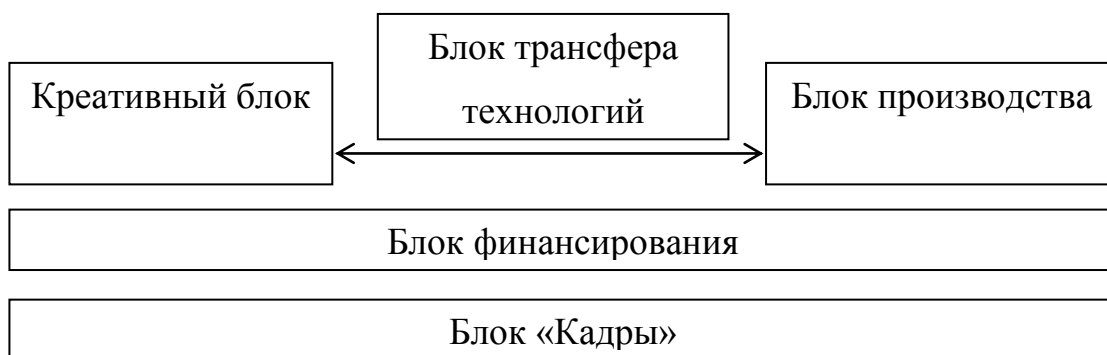 Блок трансфера
технологий
Креативный блок
Блок производства
Блок финансирования
Блок «Кадры»